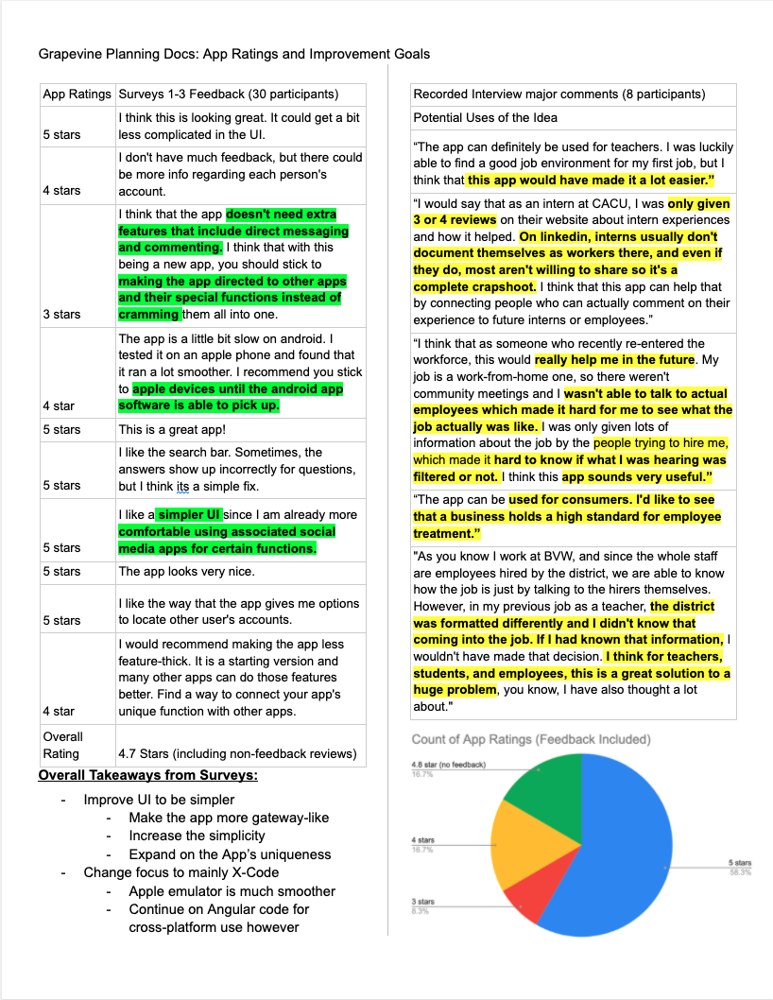 Grapevine Planning Docs: App Ratings and Improvement Goals
App Ratings
Surveys 1-3 Feedback (30 participants)
5 stars
I think this is looking great. It could get a bit
less complicated in the UI.
4 stars
I don't have much feedback, but there could
be more info regarding each person's
account.
3 stars
I think that the app doesn't need extra
features that include direct messaging
and commenting. I think that with this
being a new app, you should stick to
making the app directed to other apps
and their special functions instead of
cramming them all into one.
4 star
The app is a little bit slow on android. I
tested it on an apple phone and found that
it ran a lot smoother. I recommend you stick
to apple devices until the android app
software is able to pick up.
5 stars
This is a great app!
5 stars
I like the search bar. Sometimes, the
answers show up incorrectly for questions,
but I think its a simple fix.
5 stars
I like a simpler UI since I am already more
comfortable using associated social
media apps for certain functions.
5 stars
The app looks very nice.
5 stars
I like the way that the app gives me options
to locate other user's accounts.
4 star
I would recommend making the app less
feature-thick. It is a starting version and
many other apps can do those features
better. Find a way to connect your app's
unique function with other apps.
Overall
Rating
4.7 Stars (including non-feedback reviews)
Overall Takeaways from Surveys:
- Improve UI to be simpler
- Make the app more gateway-like
- Increase the simplicity
- Expand on the App's uniqueness
- Change focus to mainly X-Code
- Apple emulator is much smoother
- Continue on Angular code for
cross-platform use however
Recorded Interview major comments (8 participants)
Potential Uses of the Idea
“The app can definitely be used for teachers. I was luckily
able to find a good job environment for my first job, but I
think that this app would have made it a lot easier.”
“I would say that as an intern at CACU, I was only given
3 or 4 reviews on their website about intern experiences
and how it helped. On linkedin, interns usually don't
document themselves as workers there, and even if
they do, most aren't willing to share so it's a
complete crapshoot. I think that this app can help that
by connecting people who can actually comment on their
experience to future interns or employees.”
“I think that as someone who recently re-entered the
workforce, this would really help me in the future. My
job is a work-from-home one, so there weren't
community meetings and I wasn't able to talk to actual
employees which made it hard for me to see what the
job actually was like. I was only given lots of
information about the job by the people trying to hire me,
which made it hard to know if what I was hearing was
filtered or not. I think this app sounds very useful.”
“The app can be used for consumers. I'd like to see
that a business holds a high standard for employee
treatment.”
"As you know I work at BVW, and since the whole staff
are employees hired by the district, we are able to know
how the job is just by talking to the hirers themselves.
However, in my previous job as a teacher, the district
was formatted differently and I didn't know that
coming into the job. If I had known that information, I
wouldn't have made that decision. I think for teachers,
students, and employees, this is a great solution to a
huge problem, you know, I have also thought a lot
about."
Count of App Ratings (Feedback Included)
4.8 star (no feedback)
16.7%
4 stars
16.7%
3 stars
8.3%
5 stars
58.3%